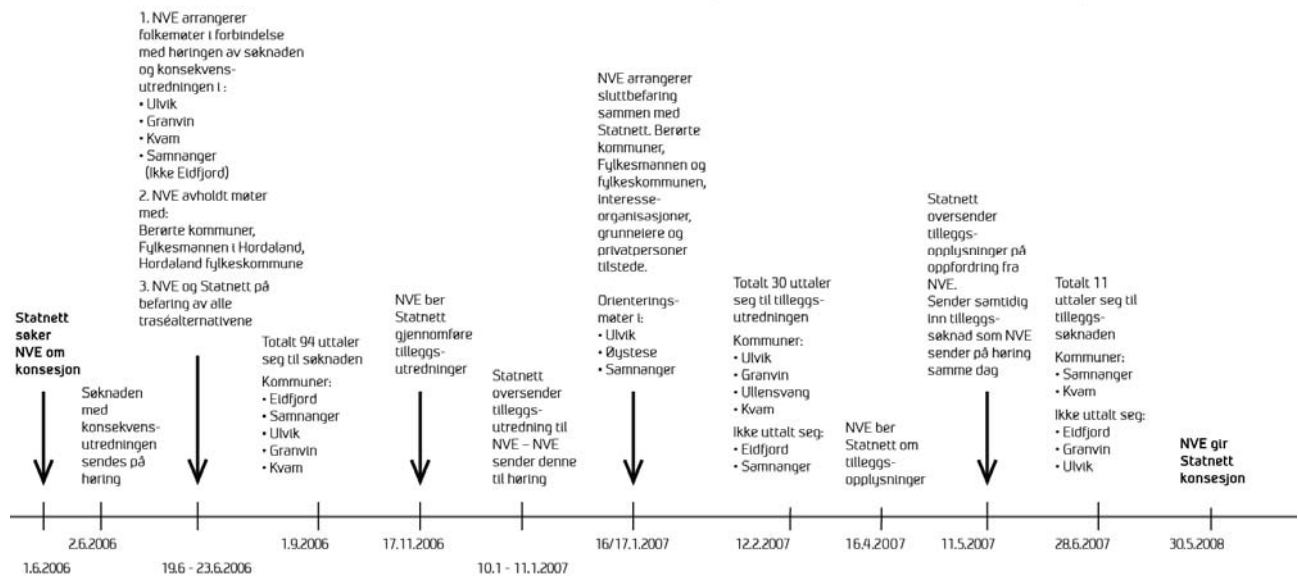 1. NVE arrangerer
folkemøter i forbindelse
med høringen av søknaden
og konsekvens-
utredningen i :
• Ulvik
• Granvin
• Kvam
• Samnanger
(Ikke Eidfjord)
2. NVE avholdt møter
med:
Berørte kommuner,
Fylkesmannen i Hordaland,
Hordaland fylkeskommune
3. NVE og Statnett på
befaring av alle
traséalternativene
Statnett
søker
NVE om
konsesjon
Søknaden
med
konsekvens-
utredningen
sendes på
høring
Totalt 94 uttaler
seg til søknaden
Kommuner:
• Eidfjord
• Samnanger
• Ulvik
• Granvin
• Kvam
NVE ber
Statnett
gjennomføre
tilleggs-
utredninger
Statnett
oversender
tilleggs-
utredning til
NVE – NVE
sender denne
til høring
NVE arrangerer
sluttbefaring
sammen med
Statnett. Berørte
kommuner,
Fylkesmannen og
fylkeskommunen,
interesse-
organisasjoner,
grunneiere og
privatpersoner
tilstede.
Orienterings-
møter i:
• Ulvik
• Øystese
• Samnanger
Totalt 30 uttaler
seg til tilleggs-
utredningen
Kommuner:
• Ulvik
• Granvin
• Ullensvang
• Kvam
Ikke uttalt seg:
• Eidfjord
• Samnanger
NVE ber
Statnett om
tilleggs-
opplysninger
Statnett
oversender
tilleggs-
opplysninger på
oppfordring fra
NVE.
Sender samtidig
inn tilleggs-
søknad som NVE
sender på høring
samme dag
Totalt 11
uttaler seg til
tilleggs-
søknaden
Kommuner:
• Samnanger
• Kvam
Ikke uttalt seg:
• Eidfjord
• Granvin
• Ulvik
NVE gir
Statnett
konsesjon
1.6.2006
2.6.2006
19.6 - 23.6.2006
1.9.2006
17.11.2006
10.1 - 11.1.2007
16/17.1.2007
12.2.2007
16.4.2007
11.5.2007
28.6.2007
30.5.2008